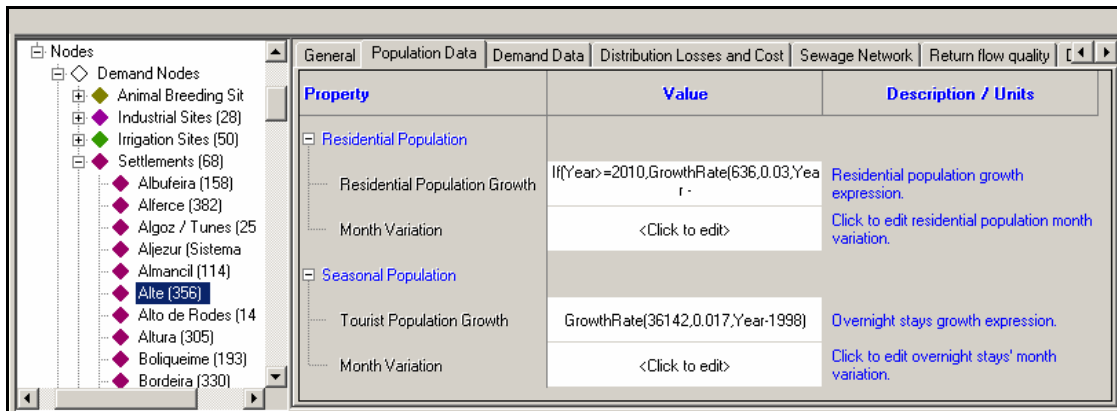 Nodes
Demand Nodes
Animal Breeding Sit
Industrial Sites (28)
Irrigation Sites (50)
Settlements (68)
Albufeira (158)
Alferce (382)
Algoz / Tunes (25
Aljezur (Sistema
Almancil (114)
Alte (356)
Alto de Rodes (14
Altura (305)
Boliqueime (193)
Bordeira (330)
General Population Data Demand Data Distribution Losses and Cost Sewage Network Return flow quality
Property Value Description / Units
Residential Population
Residential Population Growth If(Year>=2010,GrowthRate(636,0.03,Yea
r - Residential population growth
expression.
Month Variation <Click to edit> Click to edit residential population month
variation.
Seasonal Population
Tourist Population Growth GrowthRate(36142,0.017,Year-1998) Overnight stays growth expression.
Month Variation <Click to edit> Click to edit overnight stays' month
variation.